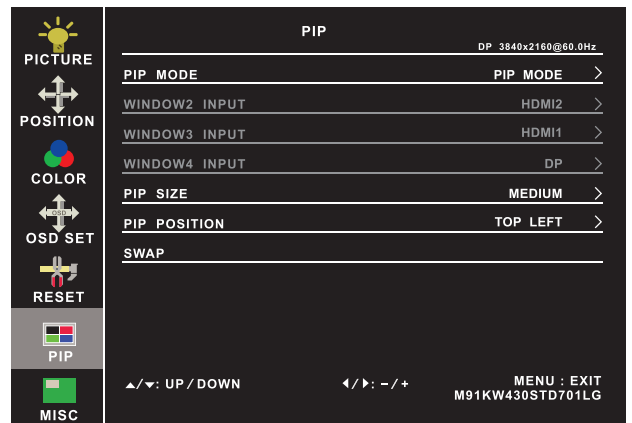 PICTURE
POSITION
COLOR
OSD
OSD SET
RESET
PIP
MISC
PIP
DP 3840x2160@60.0Hz
PIP MODE PIP MODE >
WINDOW2 INPUT HDMI2 >
WINDOW3 INPUT HDMI1 >
WINDOW4 INPUT DP >
PIP SIZE MEDIUM >
PIP POSITION TOP LEFT >
SWAP
▲/▼: UP/DOWN ◀/▶: −/+ MENU : EXIT
M91KW430STD701LG